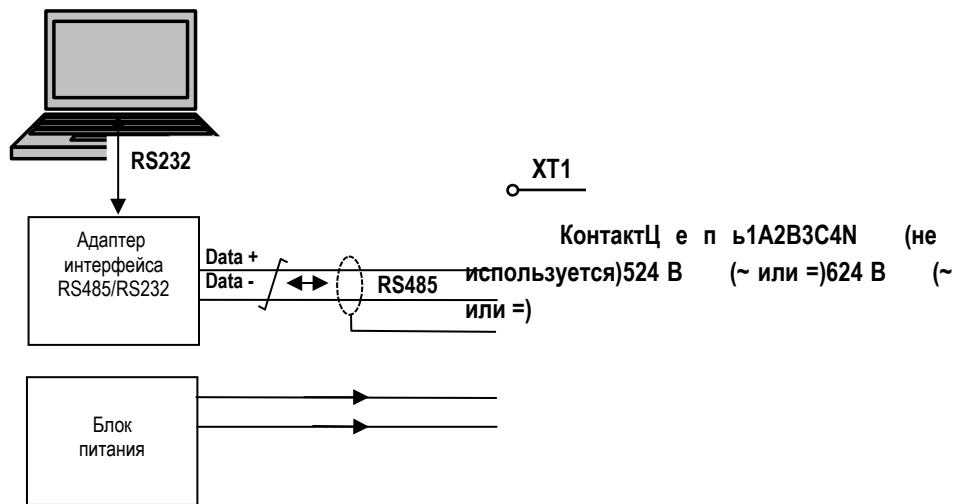 RS232
XT1
Адаптер
интерфейса
RS485/RS232
Data +
Data -
RS485
КонтактЦ е п ь1A2B3C4N (не
используется)524 В (~ или =)624 В (~
или =)
Блок
питания